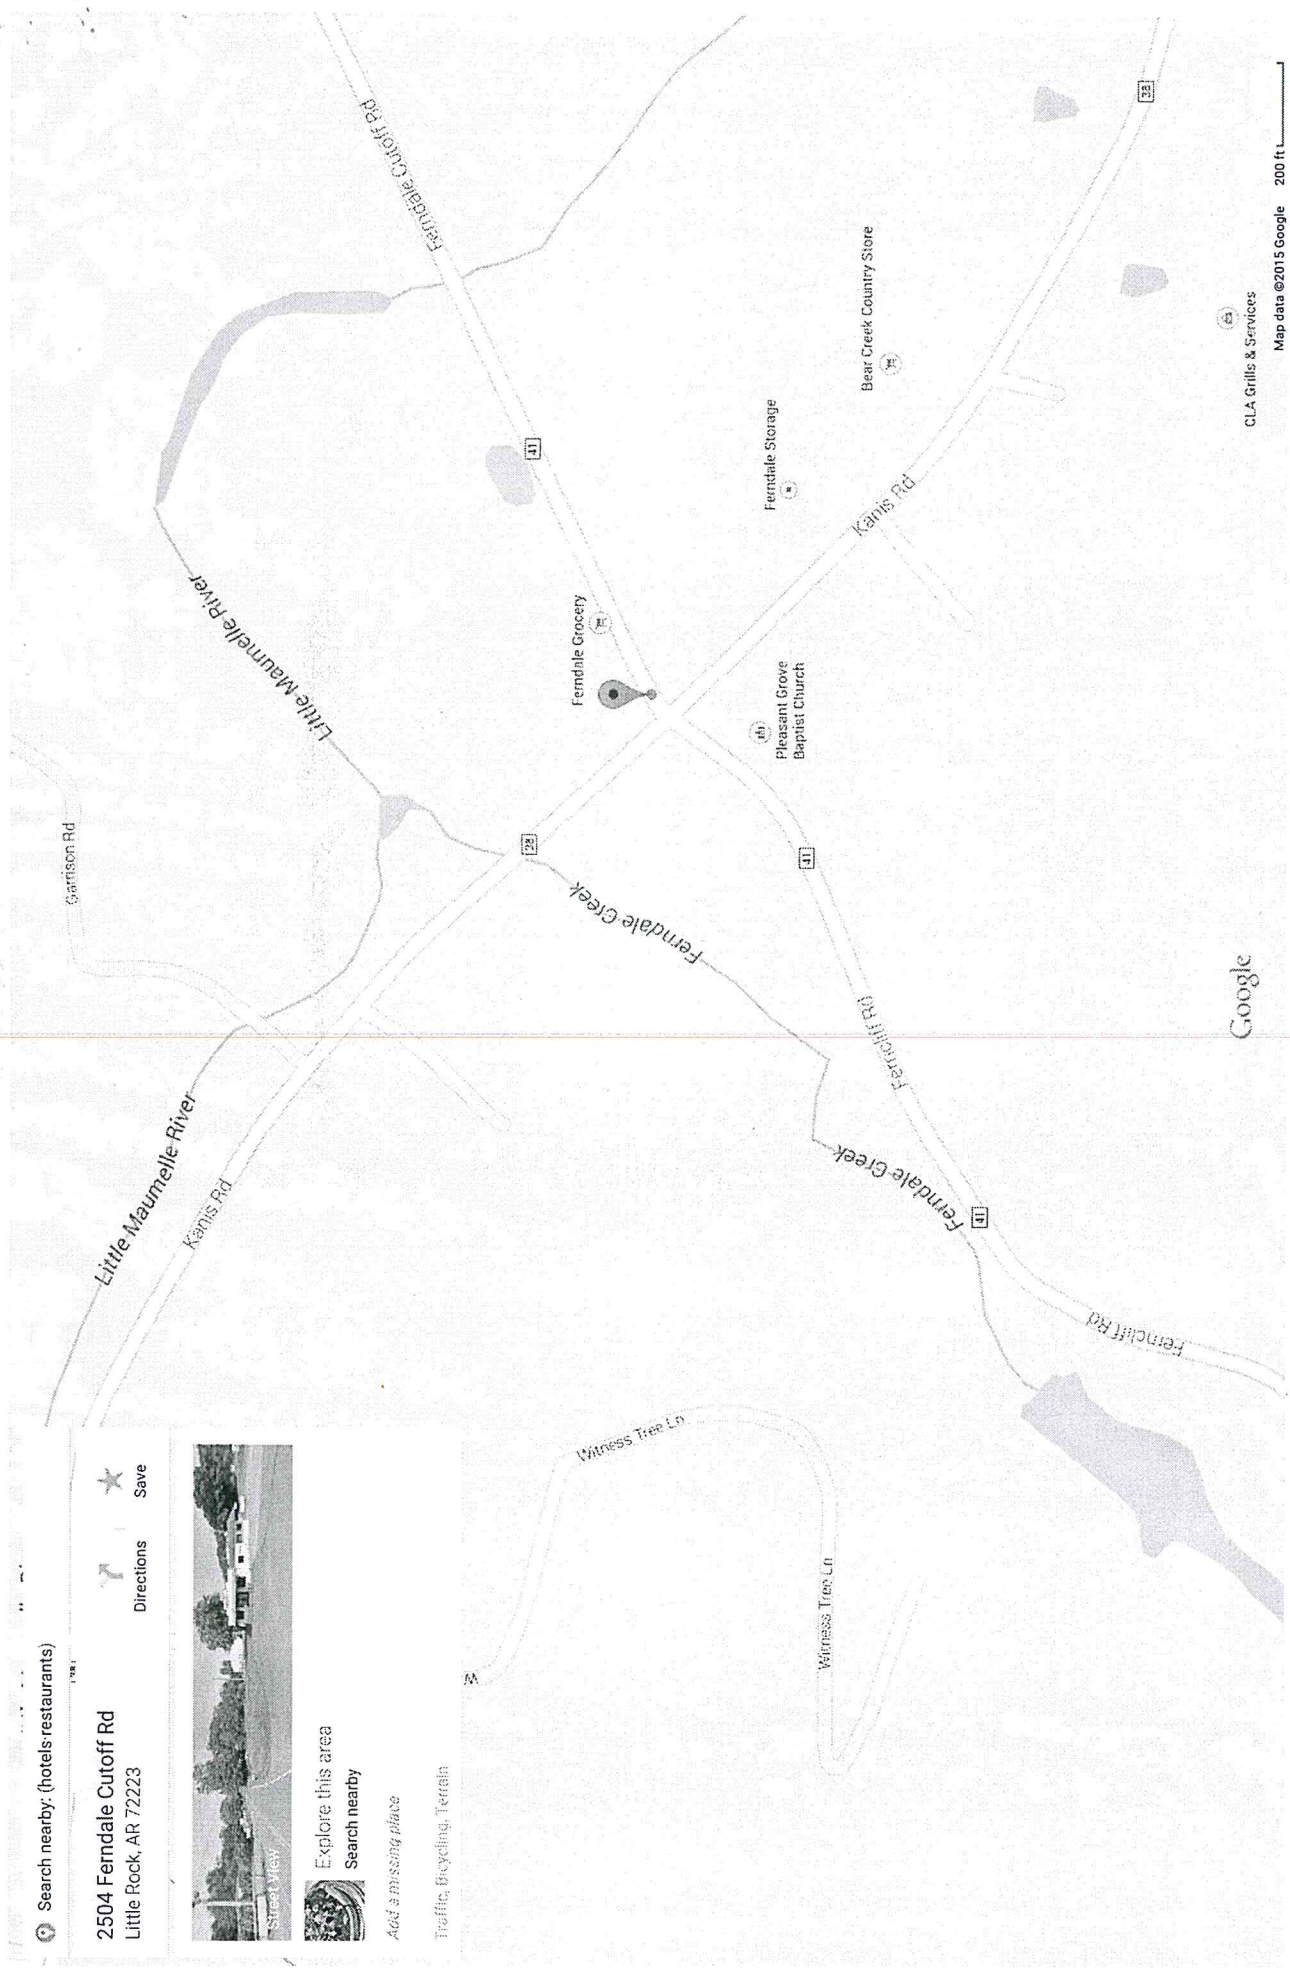 Search nearby: (hotels·restaurants)
2504 Ferndale Cutoff Rd
Little Rock, AR 72223
Directions
Save
Street View
Explore this area
Search nearby
Add a missing place
Traffic, Bicycling, Terrain
Little Maumelle River
Kanis Rd
Garrison Rd
Little Maumelle River
Ferndale Cutoff Rd
41
38
Ferndale Creek
Ferndale Grocery
Pleasant Grove
Baptist Church
Ferndale Storage
Bear Creek Country Store
Kanis Rd
38
41
Ferncliff Rd
Ferndale Creek
41
Ferncliff Rd
W
Witness Tree Ln
Witness Tree Ln
CLA Grills & Services
Google
Map data ©2015 Google
200 ft